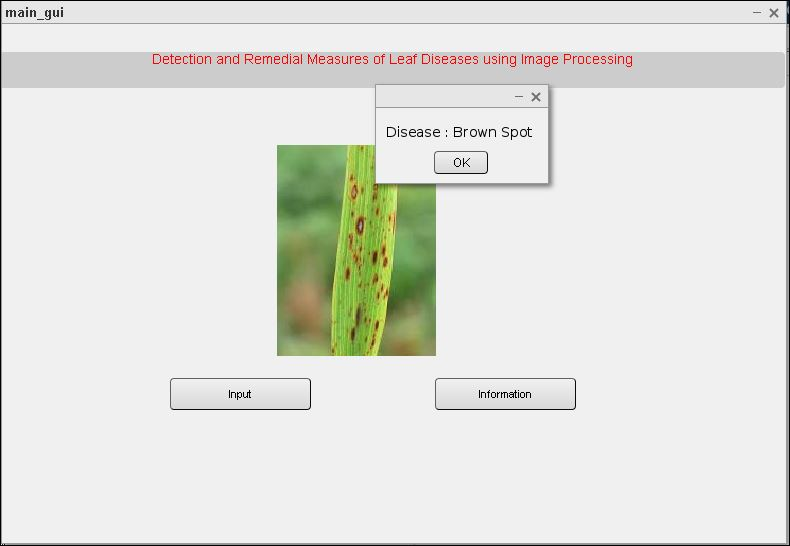 main_gui
Detection and Remedial Measures of Leaf Diseases using Image Processing
Disease : Brown Spot
OK
Input
Information